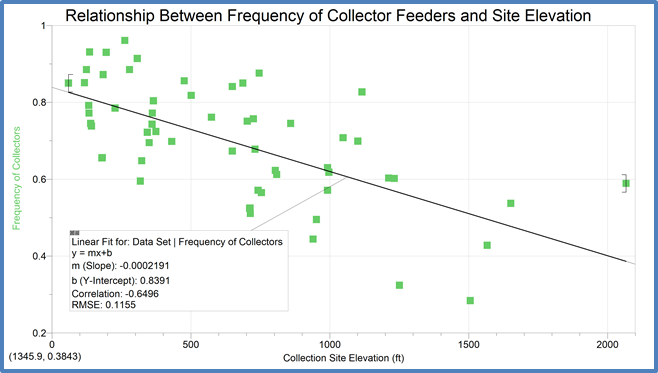 Relationship Between Frequency of Collector Feeders and Site Elevation
1
0.8
0.6
0.4
0.2
Frequency of Collectors
Linear Fit for: Data Set | Frequency of Collectors
y = mx+b
m (Slope): -0.0002191
b (Y-Intercept): 0.8391
Correlation: -0.6496
RMSE: 0.1155
0
500
1000
1500
2000
(1345.9, 0.3843)
Collection Site Elevation (ft)